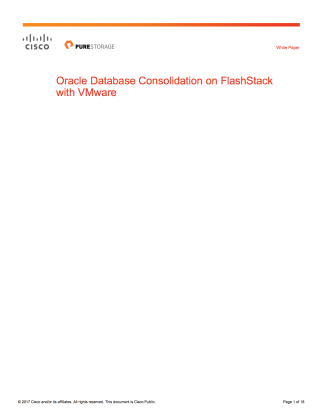 CISCO
PURESTORAGE
White Paper
Oracle Database Consolidation on FlashStack
with VMware
© 2017 Cisco and/or its affiliates. All rights reserved. This document is Cisco Public.
Page 1 of 18